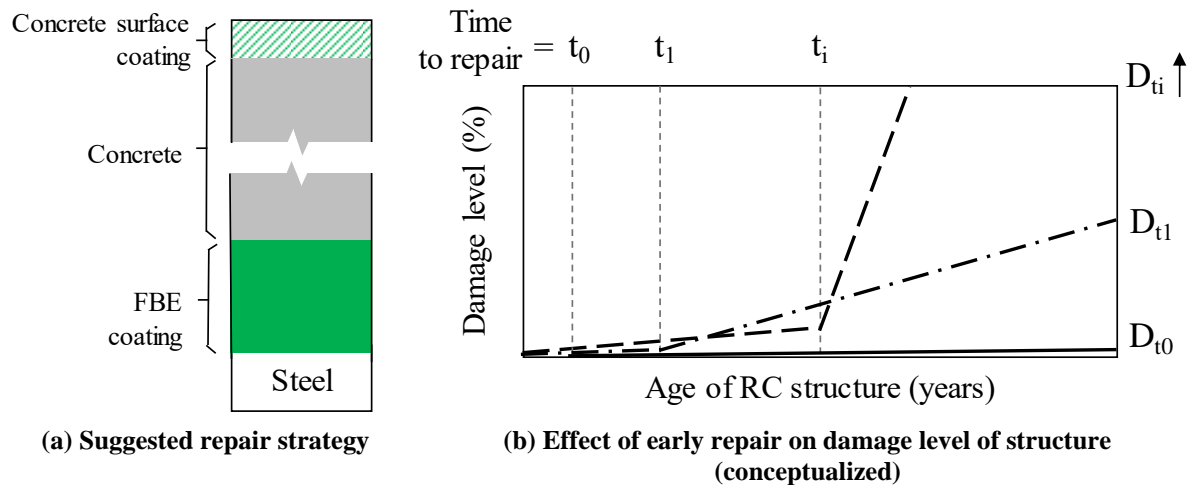 Concrete surface
coating
Concrete
FBE
coating
Steel
(a) Suggested repair strategy
Time
to repair = t0 t1 ti
Dti
Damage level (%)
Dt1
Dt0
Age of RC structure (years)
(b) Effect of early repair on damage level of structure
(conceptualized)